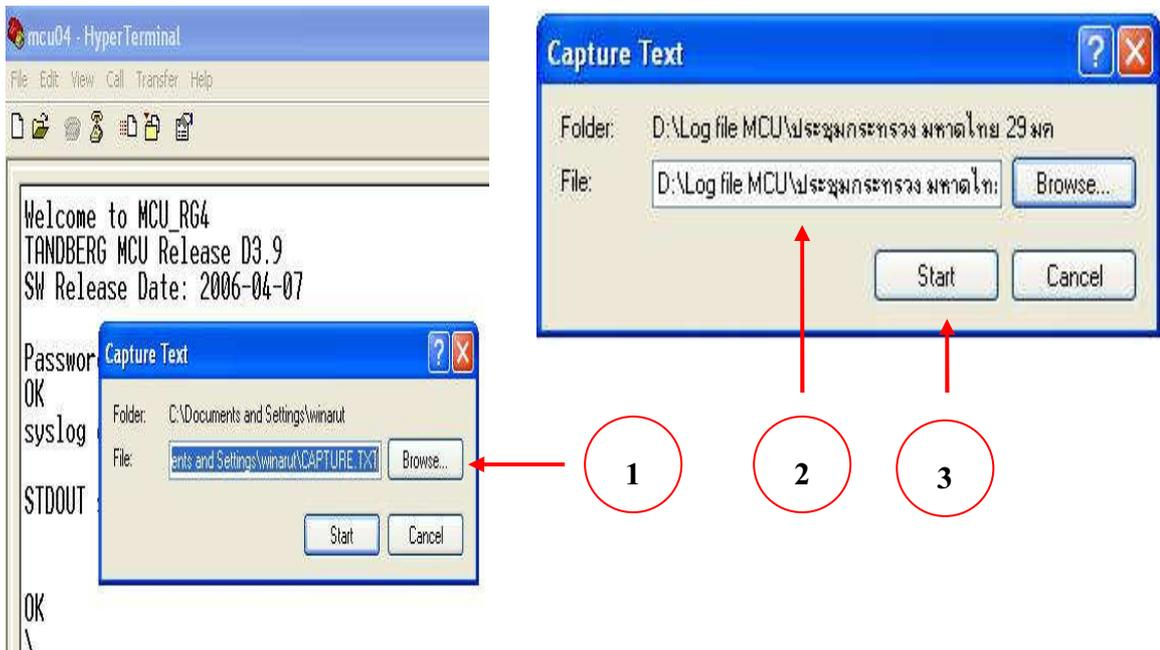 mcu04 - HyperTerminal
File Edit View Call Transfer Help
Welcome to MCU_RG4
TANDBERG MCU Release D3.9
SW Release Date: 2006-04-07
OK
syslog
STDOUT
OK
\
Capture Text
Folder: C:\Documents and Settings\winarut
File: ents and Settings\winarut\CAPTURE.TXT Browse...
Start Cancel
Capture Text
Folder: D:\Log file MCU\ประชุมกระทรวง มหาดไทย 29 มค
File: D:\Log file MCU\ประชุมกระทรวง มหาดไท Browse...
Start Cancel
1
2
3